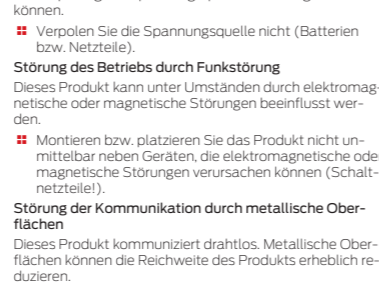 können.
Verpolen Sie die Spannungsquelle nicht (Batterien
bzw. Netzteile).
Störung des Betriebs durch Funkstörung
Dieses Produkt kann unter Umständen durch elektromag-
netische oder magnetische Störungen beeinflusst wer-
den.
Montieren bzw. platzieren Sie das Produkt nicht un-
mittelbar neben Geräten, die elektromagnetische oder
magnetische Störungen verursachen können (Schalt-
netzteile!).
Störung der Kommunikation durch metallische Ober-
flächen
Dieses Produkt kommuniziert drahtlos. Metallische Ober-
flächen können die Reichweite des Produkts erheblich re-
duzieren.